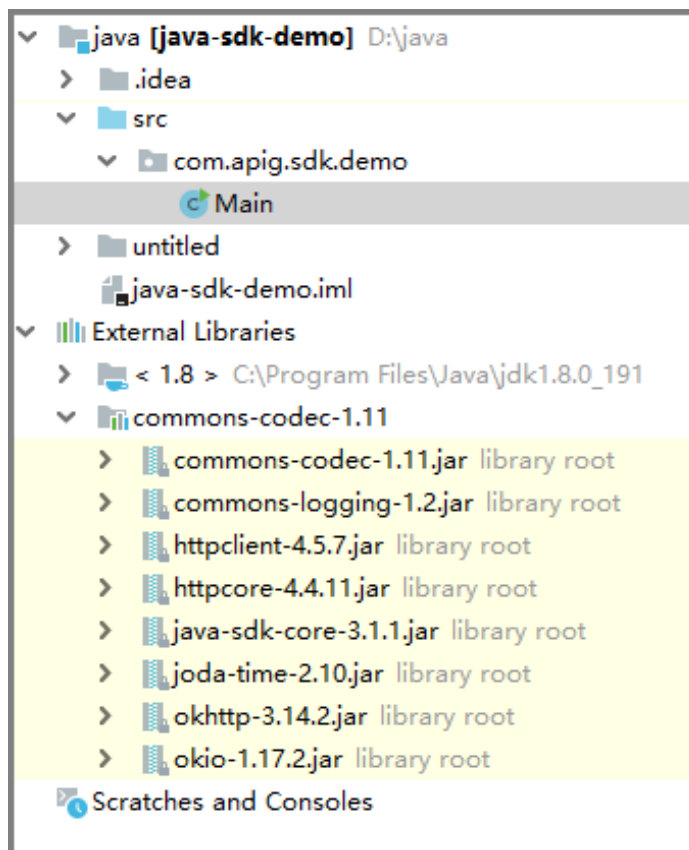 java [java-sdk-demo] D:\java
.idea
src
com.apig.sdk.demo
C Main
untitled
java-sdk-demo.iml
External Libraries
< 1.8 > C:\Program Files\Java\jdk1.8.0_191
commons-codec-1.11
commons-codec-1.11.jar library root
commons-logging-1.2.jar library root
httpclient-4.5.7.jar library root
httpcore-4.4.11.jar library root
java-sdk-core-3.1.1.jar library root
joda-time-2.10.jar library root
okhttp-3.14.2.jar library root
okio-1.17.2.jar library root
Scratches and Consoles